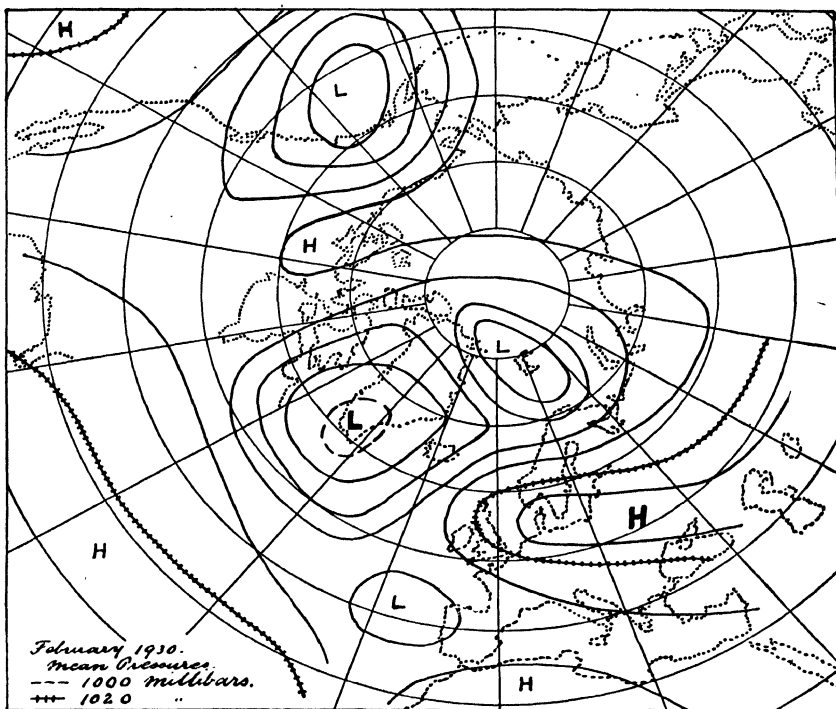 H
L
H
L
L
H
H
L
H
February 1930.
Mean Pressures.
--- 1000 Millibars.
+++ 1020 "